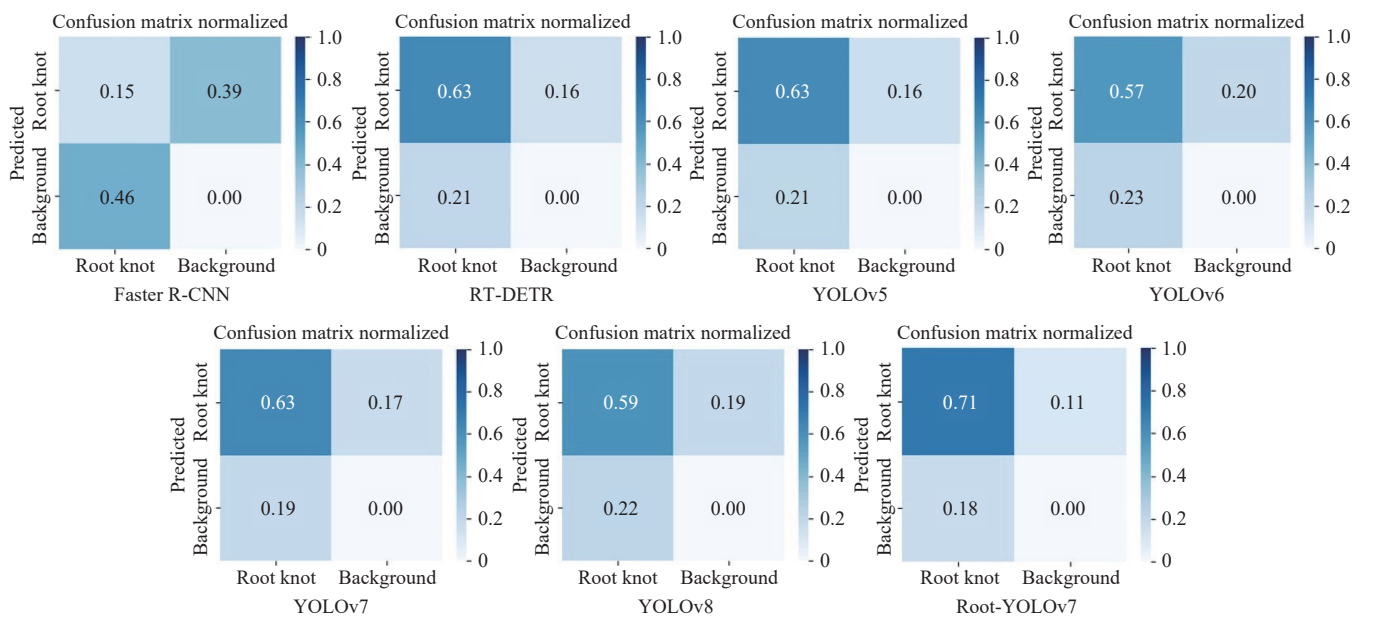 Confusion matrix normalized
Predicted
Root knot
Background
0.15
0.39
0.46
0.00
1.0
0.8
0.6
0.4
0.2
0
Root knot
Background
Faster R-CNN
Confusion matrix normalized
Predicted
Root knot
Background
0.63
0.16
0.21
0.00
1.0
0.8
0.6
0.4
0.2
0
Root knot
Background
RT-DETR
Confusion matrix normalized
Predicted
Root knot
Background
0.63
0.16
0.21
0.00
1.0
0.8
0.6
0.4
0.2
0
Root knot
Background
YOLOv5
Confusion matrix normalized
Predicted
Root knot
Background
0.57
0.20
0.23
0.00
1.0
0.8
0.6
0.4
0.2
0
Root knot
Background
YOLOv6
Confusion matrix normalized
Predicted
Root knot
Background
0.63
0.17
0.19
0.00
1.0
0.8
0.6
0.4
0.2
0
Root knot
Background
YOLOv7
Confusion matrix normalized
Predicted
Root knot
Background
0.59
0.19
0.22
0.00
1.0
0.8
0.6
0.4
0.2
0
Root knot
Background
YOLOv8
Confusion matrix normalized
Predicted
Root knot
Background
0.71
0.11
0.18
0.00
1.0
0.8
0.6
0.4
0.2
0
Root knot
Background
Root-YOLOv7